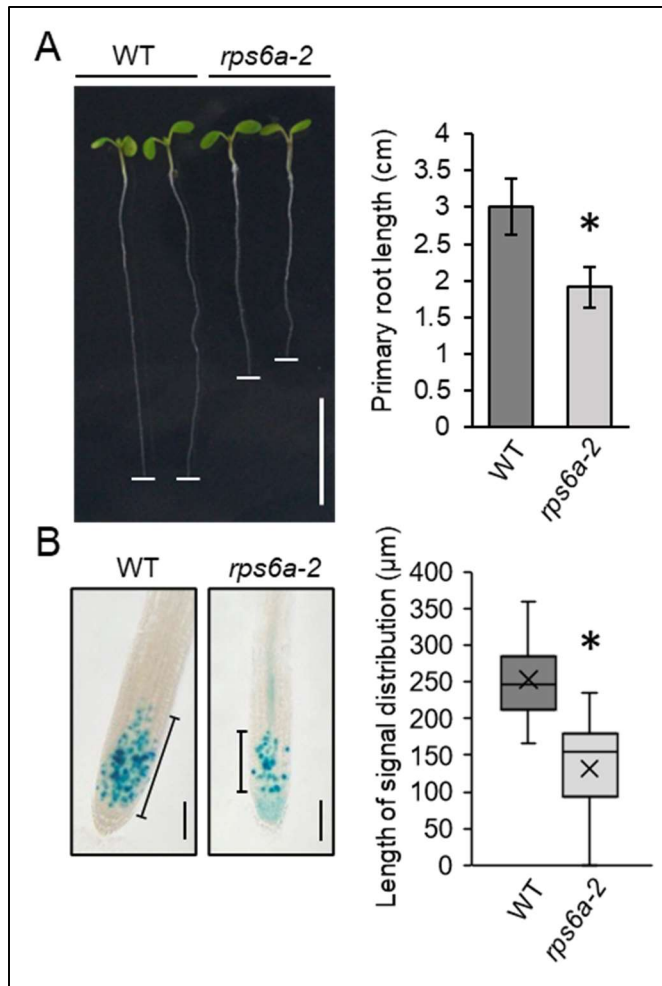 A
WT
rps6a-2
Primary root length (cm)
4
3.5
3
2.5
2
1.5
1
0.5
0
*
WT
rps6a-2
B
WT
rps6a-2
Length of signal distribution (µm)
400
350
300
250
200
150
100
50
0
*
WT
rps6a-2